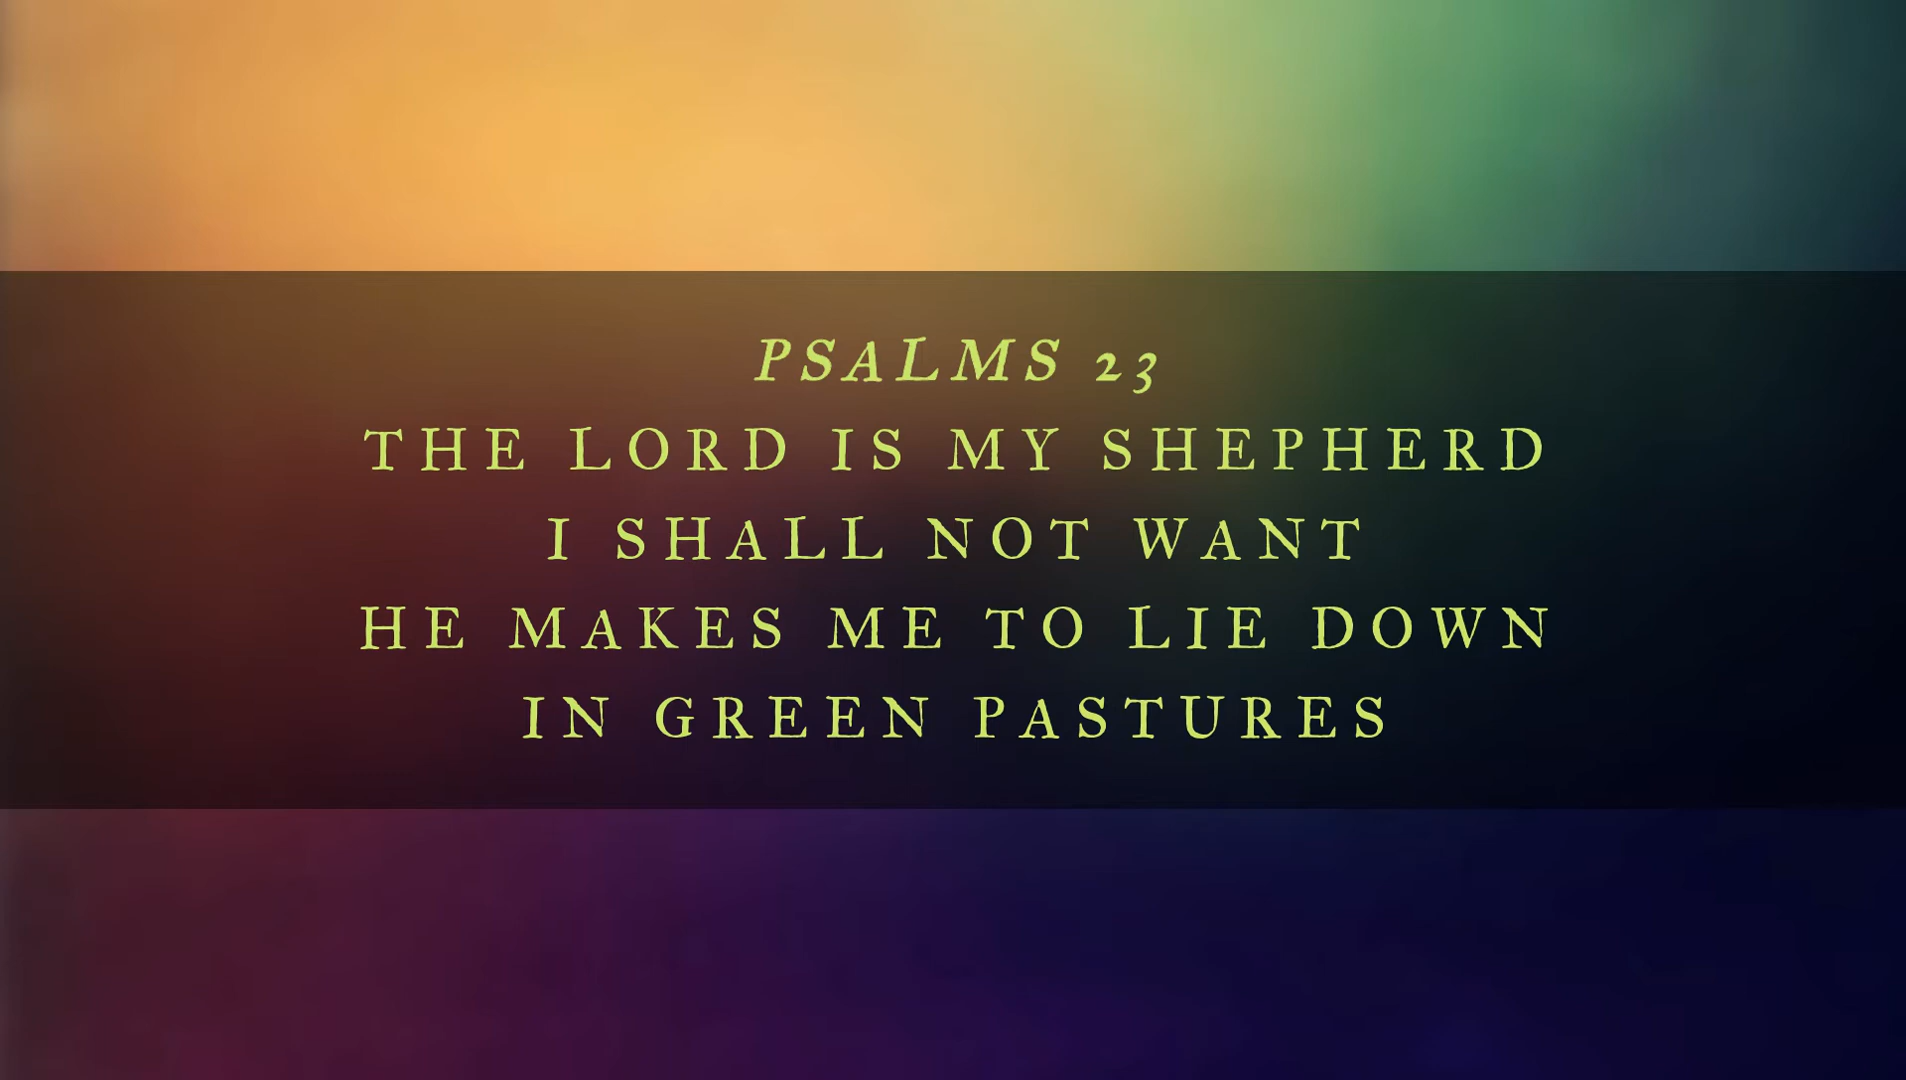 PSALMS 23
THE LORD IS MY SHEPHERD
I SHALL NOT WANT
HE MAKES ME TO LIE DOWN
IN GREEN PASTURES